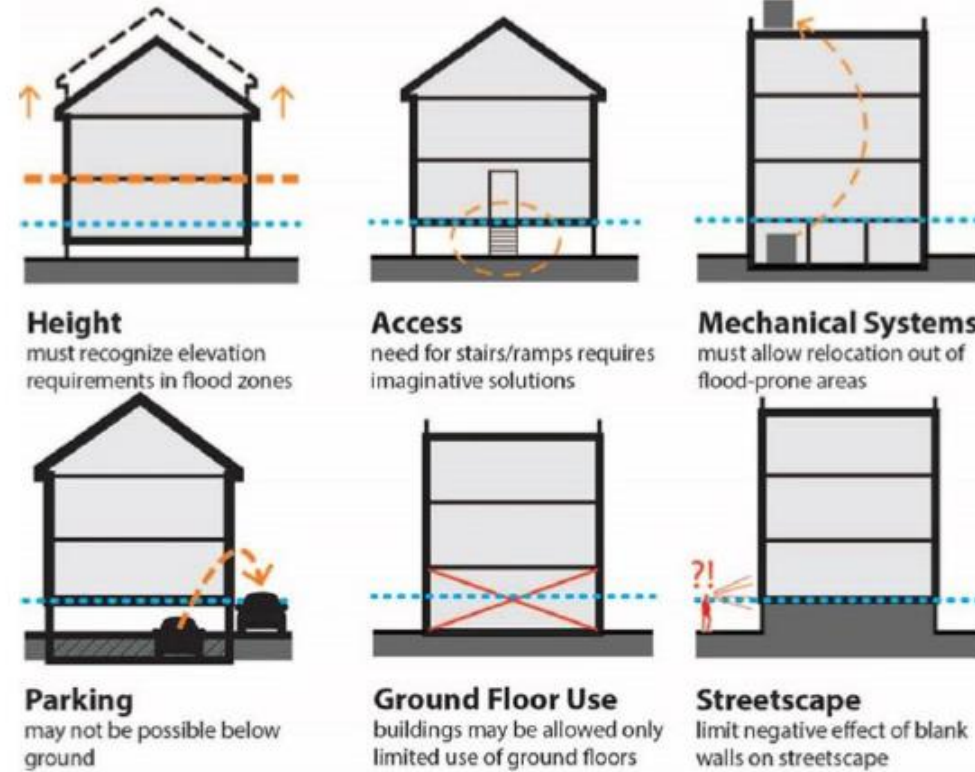 Height
must recognize elevation
requirements in flood zones
Access
need for stairs/ramps requires
imaginative solutions
Mechanical Systems
must allow relocation out of
flood-prone areas
?!
Parking
may not be possible below
ground
Ground Floor Use
buildings may be allowed only
limited use of ground floors
Streetscape
limit negative effect of blank
walls on streetscape